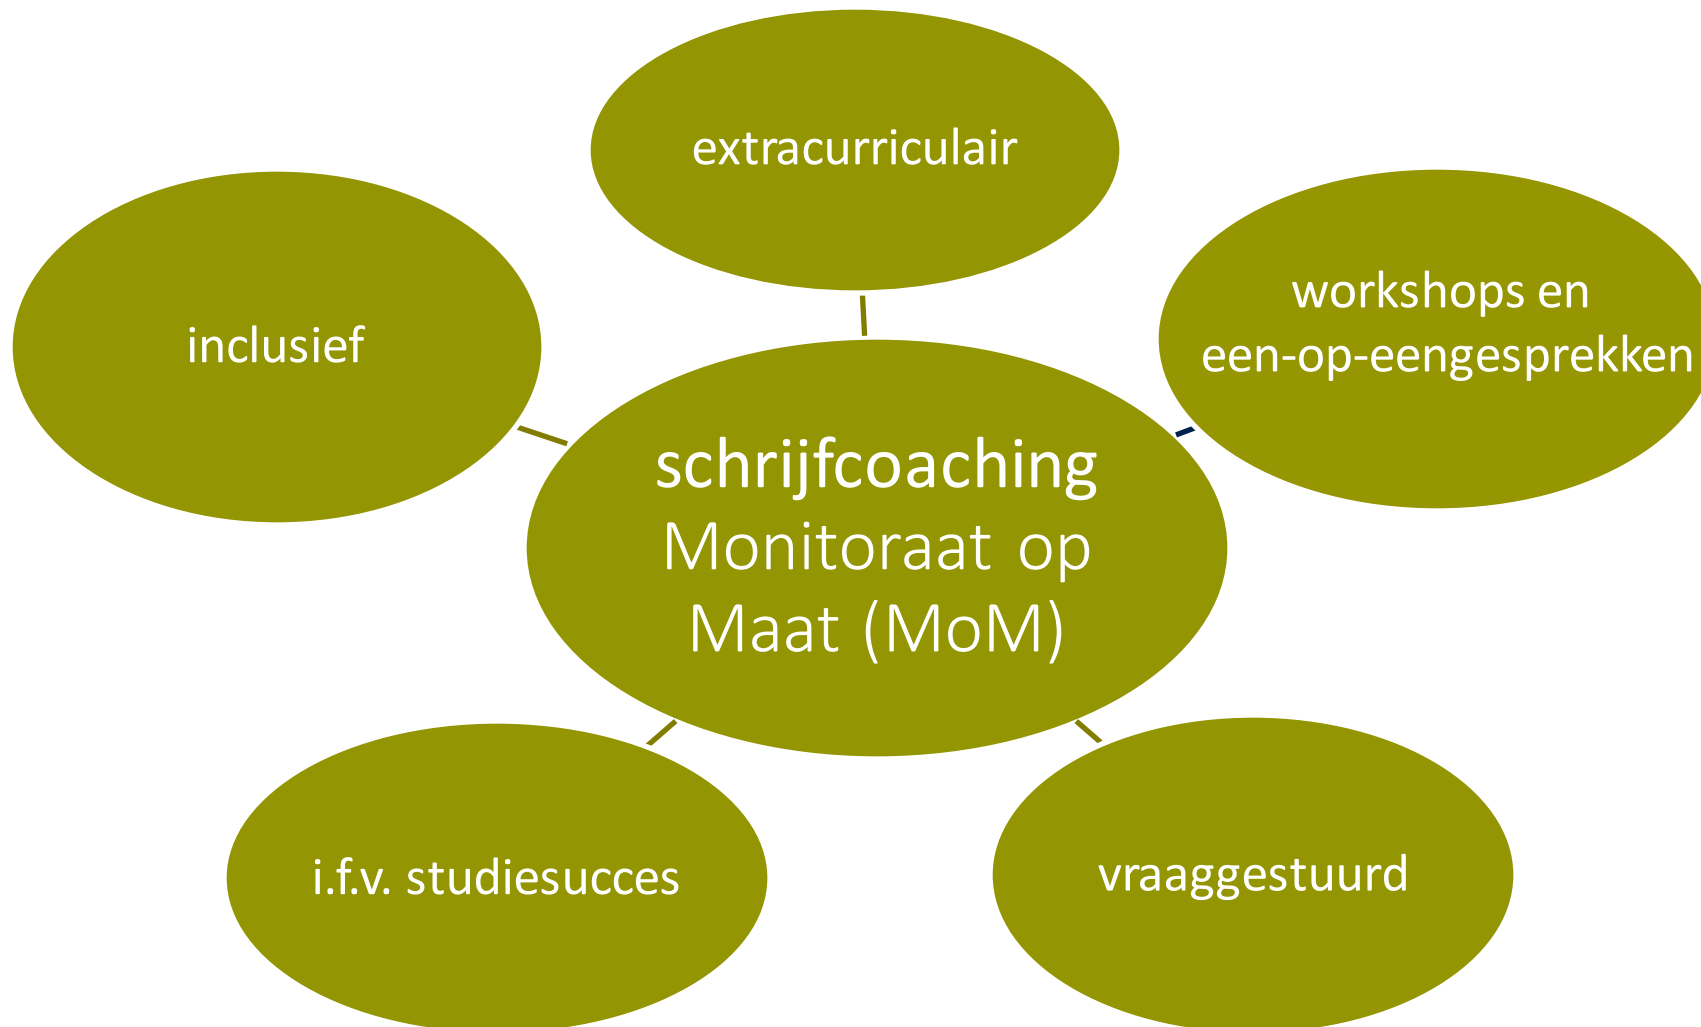 extracurriculair
workshops en
een-op-eengesprekken
inclusief
schrijfcoaching
Monitoraat op
Maat (MoM)
i.f.v. studiesucces
vraaggestuurd